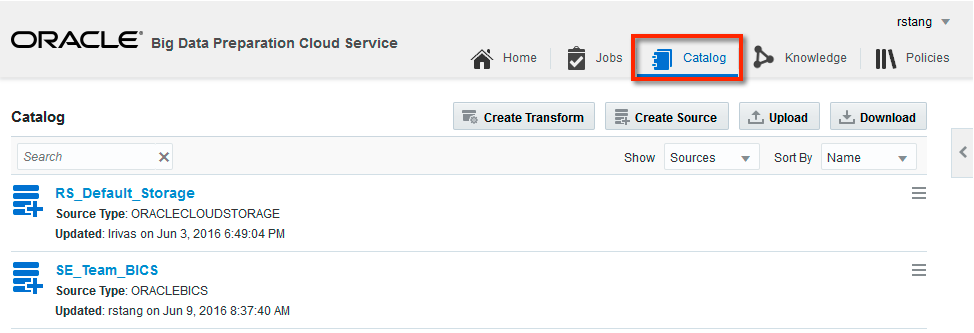 rstang
ORACLE® Big Data Preparation Cloud Service
Home Jobs Catalog Knowledge Policies
Catalog Create Transform Create Source Upload Download
Search Show Sources Sort By Name
RS_Default_Storage
Source Type: ORACLECLOUDSTORAGE
Updated: lrivas on Jun 3, 2016 6:49:04 PM
SE_Team_BICS
Source Type: ORACLEBICS
Updated: rstang on Jun 9, 2016 8:37:40 AM